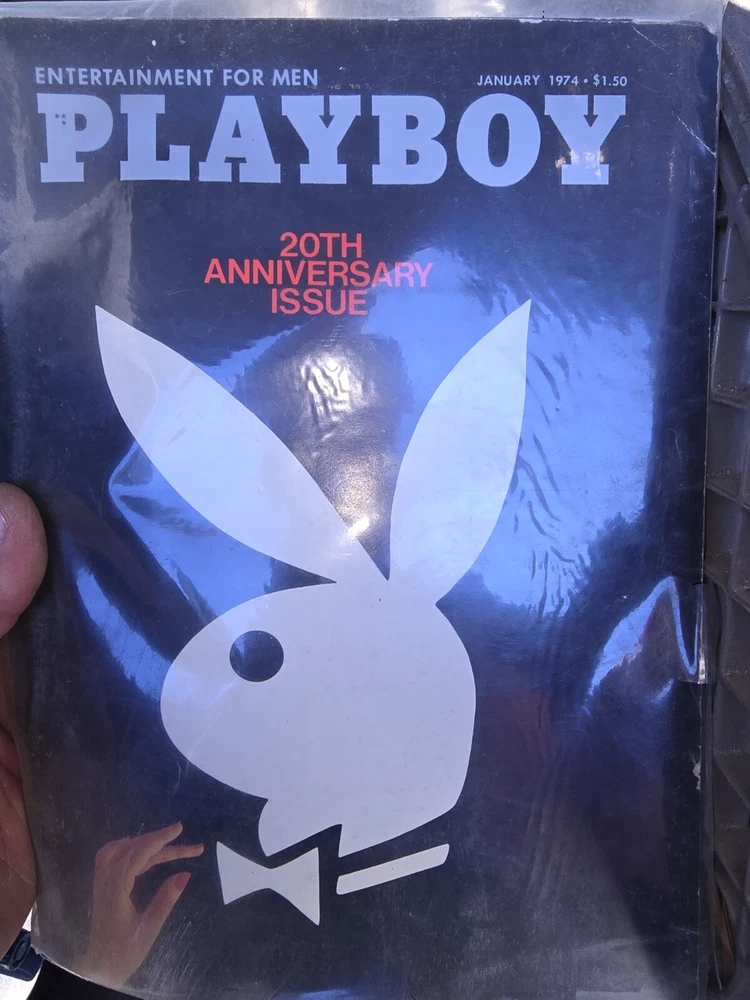 ENTERTAINMENT FOR MEN
JANUARY 1974 • $1.50
PLAYBOY
20TH
ANNIVERSARY
ISSUE